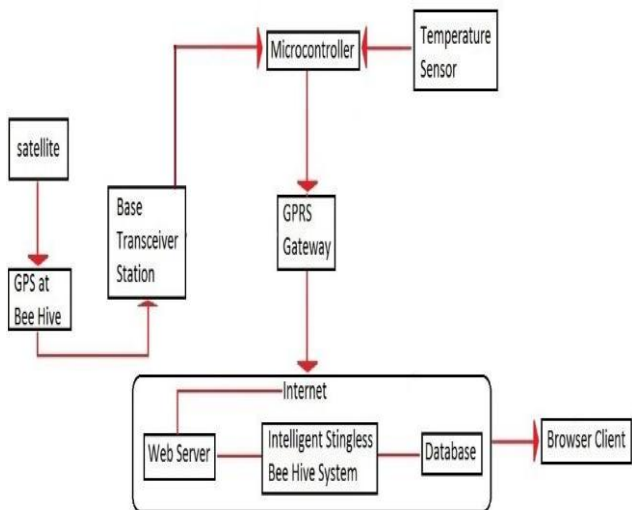 Temperature
Sensor
Microcontroller
satellite
Base
Transceiver
Station
GPRS
Gateway
GPS at
Bee Hive
Internet
Web Server
Intelligent Stingless
Bee Hive System
Database
Browser Client